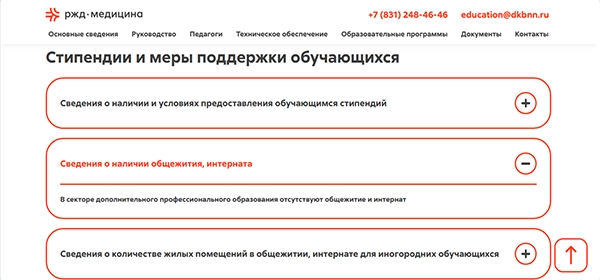 ржд·медицина
+7 (831) 248-46-46 education@dkbnn.ru
Основные сведения Руководство Педагоги Техническое обеспечение Образовательные программы Документы Контакты
Стипендии и меры поддержки обучающихся
Сведения о наличии и условиях предоставления обучающимся стипендий
Сведения о наличии общежития, интерната
В секторе дополнительного профессионального образования отсутствуют общежитие и интернат
Сведения о количестве жилых помещений в общежитии, интернате для иногородних обучающихся